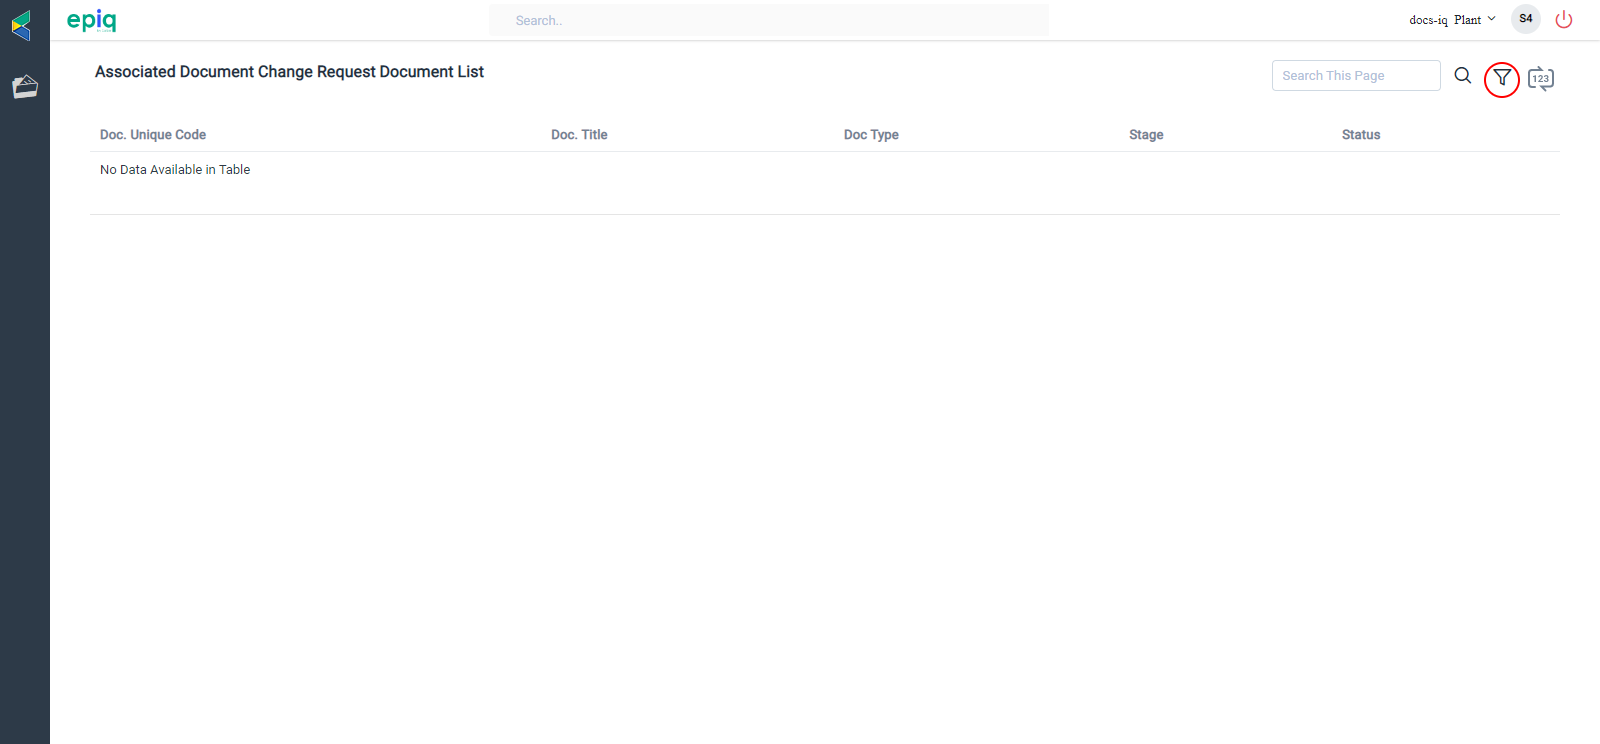 epiq
Search..
docs-iq Plant
S4
Associated Document Change Request Document List
Search This Page
123
Doc. Unique Code Doc. Title Doc Type Stage Status
No Data Available in Table